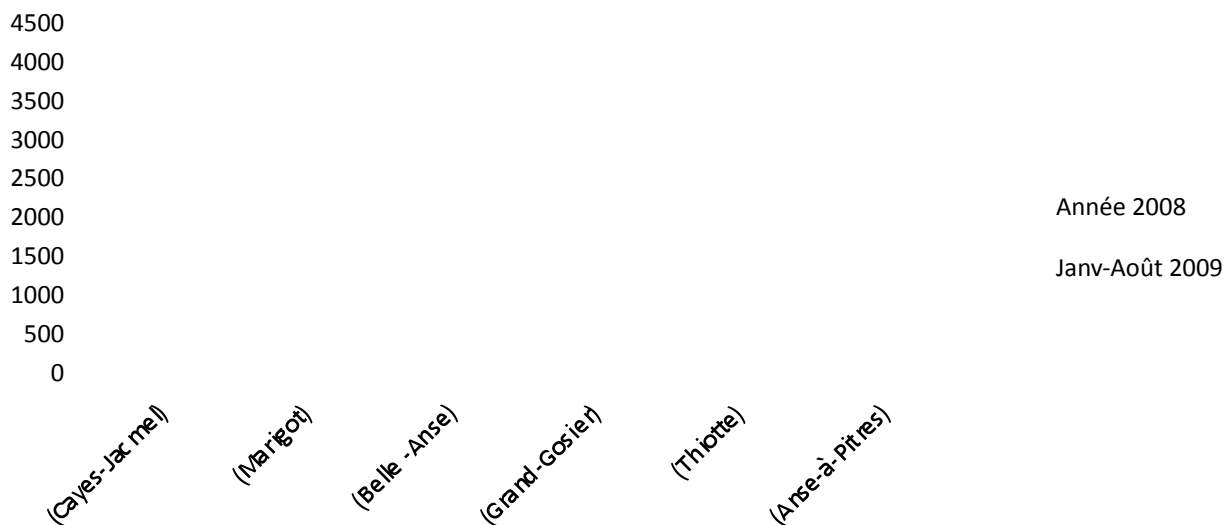 4500
4000
3500
3000
2500
2000
1500
1000
500
0
(Cayes-Jacmel)
(Marigot)
(Belle -Anse)
(Grand-Gosier)
(Thiotte)
(Anse-à-Pitres)
Année 2008
Janv-Août 2009